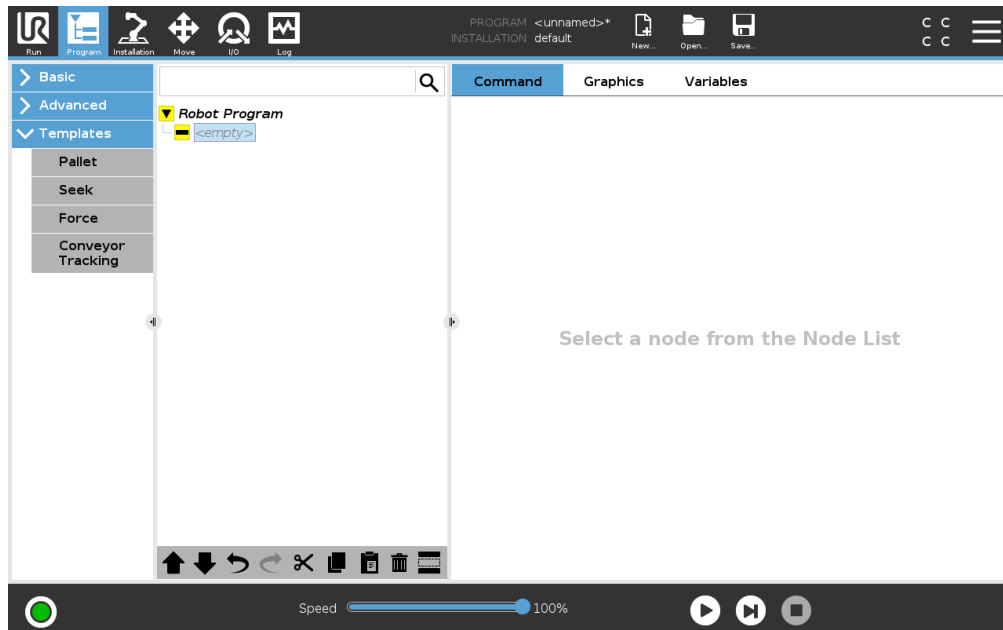 UR
PROGRAM <unnamed>*
INSTALLATION default
Run
Program
Installation
Move
I/O
Log
New...
Open...
Save...
C C
C C
Basic
Advanced
Templates
Pallet
Seek
Force
Conveyor
Tracking
Robot Program
<empty>
Command
Graphics
Variables
Select a node from the Node List
Speed
100%